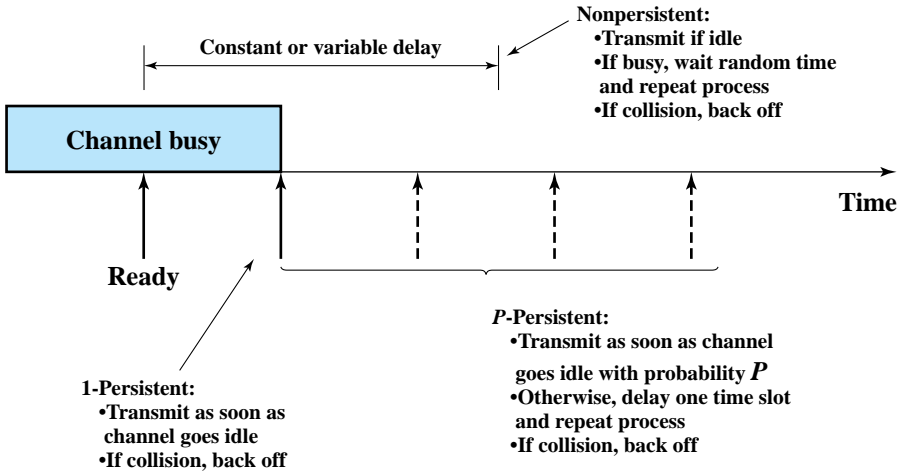 Nonpersistent:
•Transmit if idle
•If busy, wait random time
and repeat process
•If collision, back off
Constant or variable delay
Channel busy
Time
Ready
1-Persistent:
•Transmit as soon as
channel goes idle
•If collision, back off
P-Persistent:
•Transmit as soon as channel
goes idle with probability P
•Otherwise, delay one time slot
and repeat process
•If collision, back off